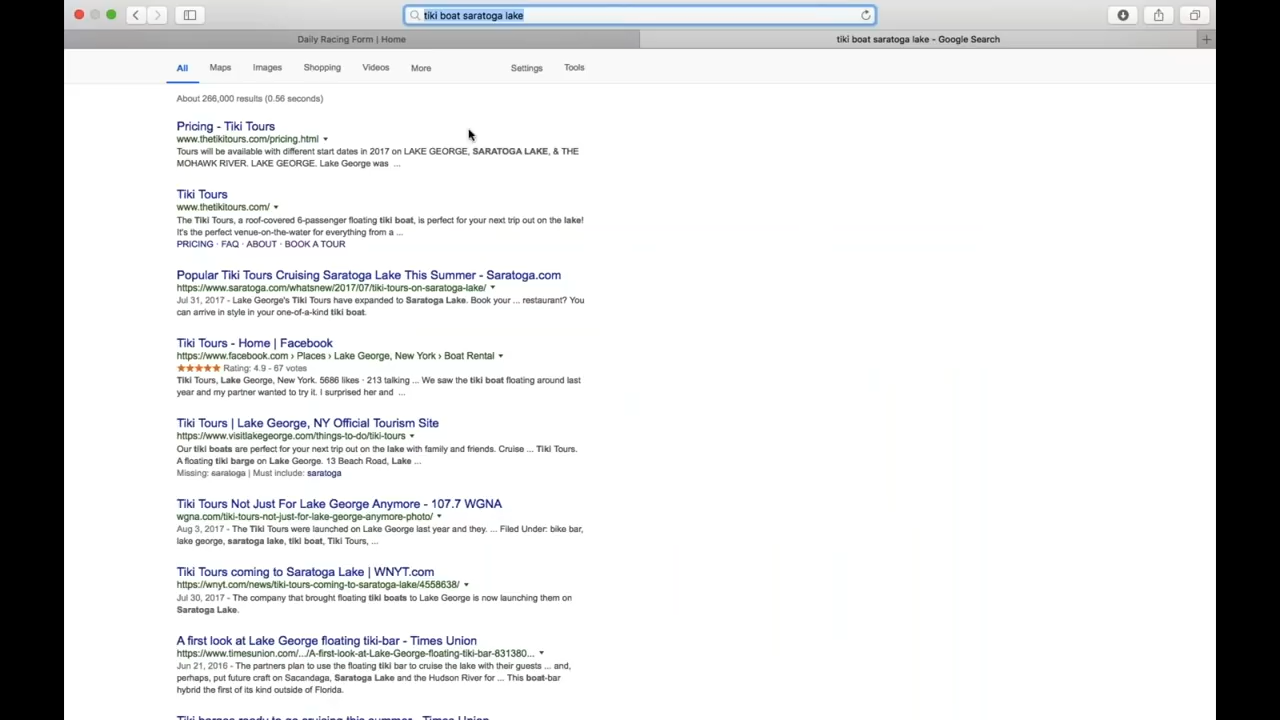 tiki boat saratoga lake
Daily Racing Form | Home
tiki boat saratoga lake - Google Search
All Maps Images Shopping Videos More Settings Tools
About 266,000 results (0.56 seconds)
Pricing - Tiki Tours
www.thetikitours.com/pricing.html
Tours will be available with different start dates in 2017 on LAKE GEORGE, SARATOGA LAKE, & THE
MOHAWK RIVER. LAKE GEORGE. Lake George was ...
Tiki Tours
www.thetikitours.com/
The Tiki Tours, a roof-covered 6-passenger floating tiki boat, is perfect for your next trip out on the lake!
It's the perfect venue-on-the-water for everything from a ...
PRICING · FAQ · ABOUT · BOOK A TOUR
Popular Tiki Tours Cruising Saratoga Lake This Summer - Saratoga.com
https://www.saratoga.com/whatsnew/2017/07/tiki-tours-on-saratoga-lake/
Jul 31, 2017 - Lake George's Tiki Tours have expanded to Saratoga Lake. Book your ... restaurant? You
can arrive in style in your one-of-a-kind tiki boat.
Tiki Tours - Home | Facebook
https://www.facebook.com › Places › Lake George, New York › Boat Rental
Rating: 4.9 - 67 votes
Tiki Tours, Lake George, New York. 5686 likes · 213 talking ... We saw the tiki boat floating around last
year and my partner wanted to try it. I surprised her and ...
Tiki Tours | Lake George, NY Official Tourism Site
https://www.visitlakegeorge.com/things-to-do/tiki-tours
Our tiki boats are perfect for your next trip out on the lake with family and friends. Cruise ... Tiki Tours.
A floating tiki barge on Lake George. 13 Beach Road, Lake ...
Missing: saratoga | Must include: saratoga
Tiki Tours Not Just For Lake George Anymore - 107.7 WGNA
wgna.com/tiki-tours-not-just-for-lake-george-anymore-photo/
Aug 3, 2017 - The Tiki Tours were launched on Lake George last year and they. ... Filed Under: bike bar,
lake george, saratoga lake, tiki boat, Tiki Tours, ...
Tiki Tours coming to Saratoga Lake | WNYT.com
https://wnyt.com/news/tiki-tours-coming-to-saratoga-lake/4558638/
Jul 30, 2017 - The company that brought floating tiki boats to Lake George is now launching them on
Saratoga Lake.
A first look at Lake George floating tiki-bar - Times Union
https://www.timesunion.com/.../A-first-look-at-Lake-George-floating-tiki-bar-831380...
Jun 21, 2016 - The partners plan to use the floating tiki bar to cruise the lake with their guests ... and,
perhaps, put future craft on Sacandaga, Saratoga Lake and the Hudson River for ... This boat-bar
hybrid the first of its kind outside of Florida.
Tiki barges ready to go cruising this summer - Times Union